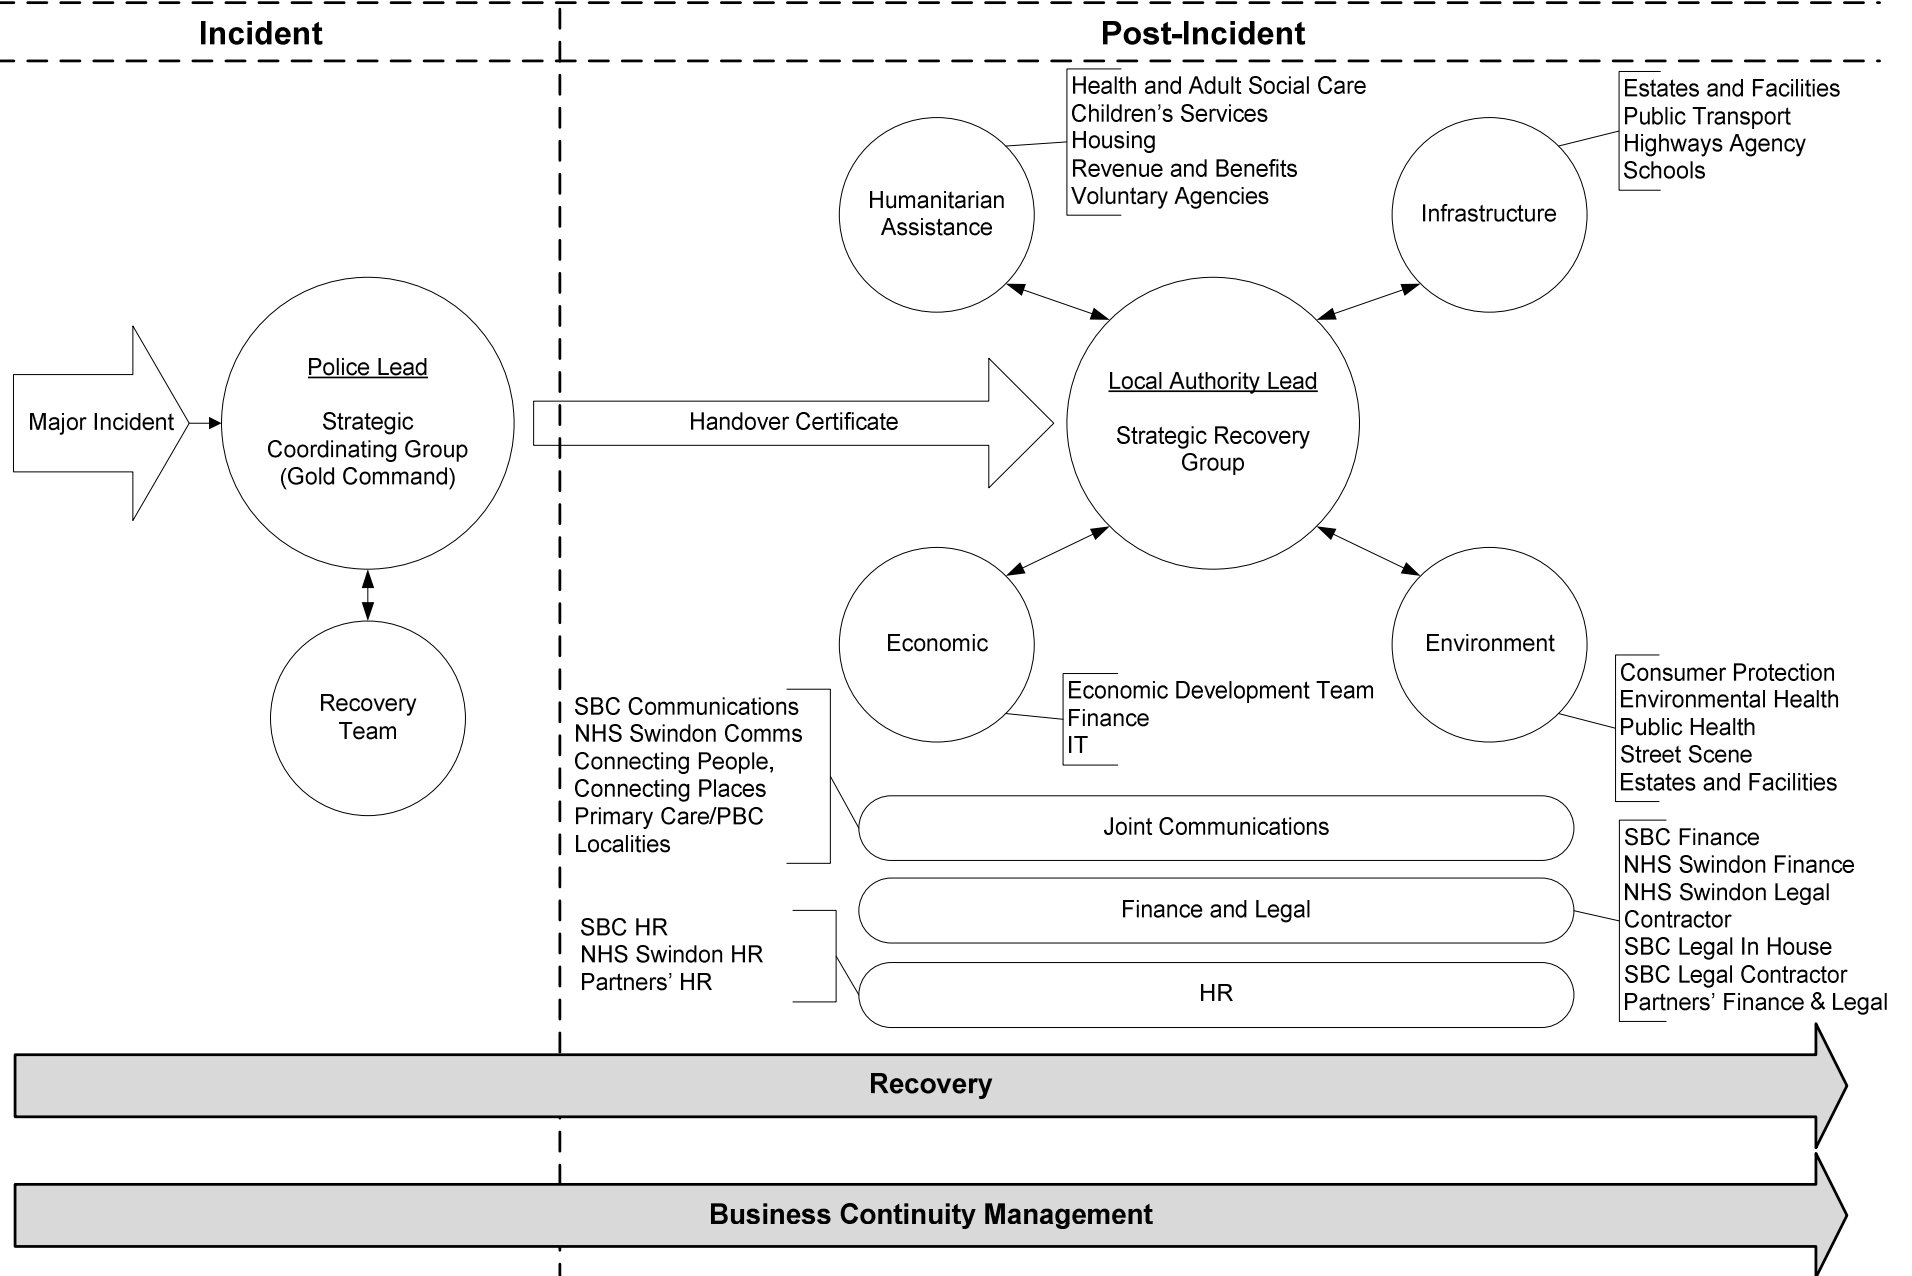 Incident
Post-Incident
Health and Adult Social Care
Children’s Services
Housing
Revenue and Benefits
Voluntary Agencies
Estates and Facilities
Public Transport
Highways Agency
Schools
Humanitarian
Assistance
Infrastructure
Major Incident
Police Lead
Strategic
Coordinating Group
(Gold Command)
Handover Certificate
Local Authority Lead
Strategic Recovery
Group
Recovery
Team
Economic
Environment
Economic Development Team
Finance
IT
Consumer Protection
Environmental Health
Public Health
Street Scene
Estates and Facilities
SBC Communications
NHS Swindon Comms
Connecting People,
Connecting Places
Primary Care/PBC
Localities
Joint Communications
SBC Finance
NHS Swindon Finance
NHS Swindon Legal
Contractor
SBC Legal In House
SBC Legal Contractor
Partners’ Finance & Legal
Finance and Legal
SBC HR
NHS Swindon HR
Partners’ HR
HR
Recovery
Business Continuity Management